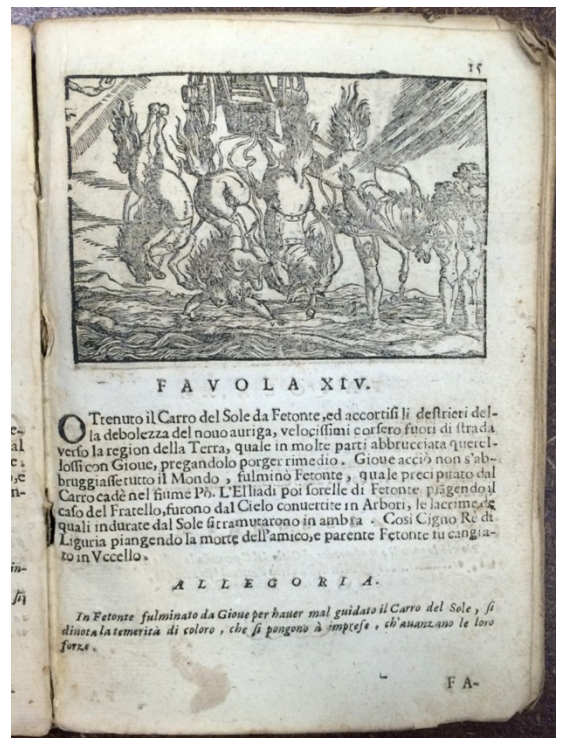 15
FAVOLA XIV.
OTrenuto il Carro del Sole da Fetonte, ed accortisi li destrieri del-
la debolezza del nouo auriga, velocissimi corsero fuori di strada
verso la region della Terra, quale in molte parti abbrucciata querel-
lossi con Gioue, pregandolo porger rimedio. Gioue acciò non s'ab-
bruggiasse tutto il Mondo, fulminò Fetonte, quale precipitato dal
Carro cadè nel fiume Pò. L'Elliadi poi sorelle di Fetonte piãgendo il
caso del Fratello, furono dal Cielo conuertite in Arbori, le lacrime de
quali indurate dal Sole si tramutarono in ambra. Così Cigno Rè di
Liguria piangendo la morte dell'amico, e parente Fetonte fu cangia-
to in Vccello.
ALLEGORIA.
In Fetonte fulminato da Gioue per hauer mal guidato il Carro del Sole, si
dinota la temerità di coloro, che si pongono à imprese, ch'auanzano le loro
forze.
FA-